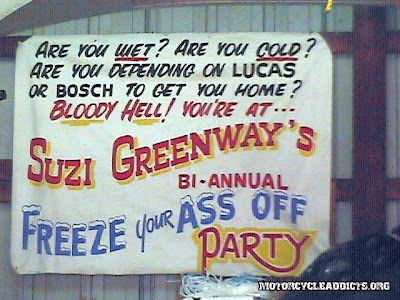 ARE YOU WET? ARE YOU COLD?
ARE YOU DEPENDING ON LUCAS
OR BOSCH TO GET YOU HOME?
BLOODY HELL! YOU'RE AT...
SUZI GREENWAY'S
BI-ANNUAL
FREEZE your ASS OFF
PARTY
MOTORCYCLEADDICTS.ORG